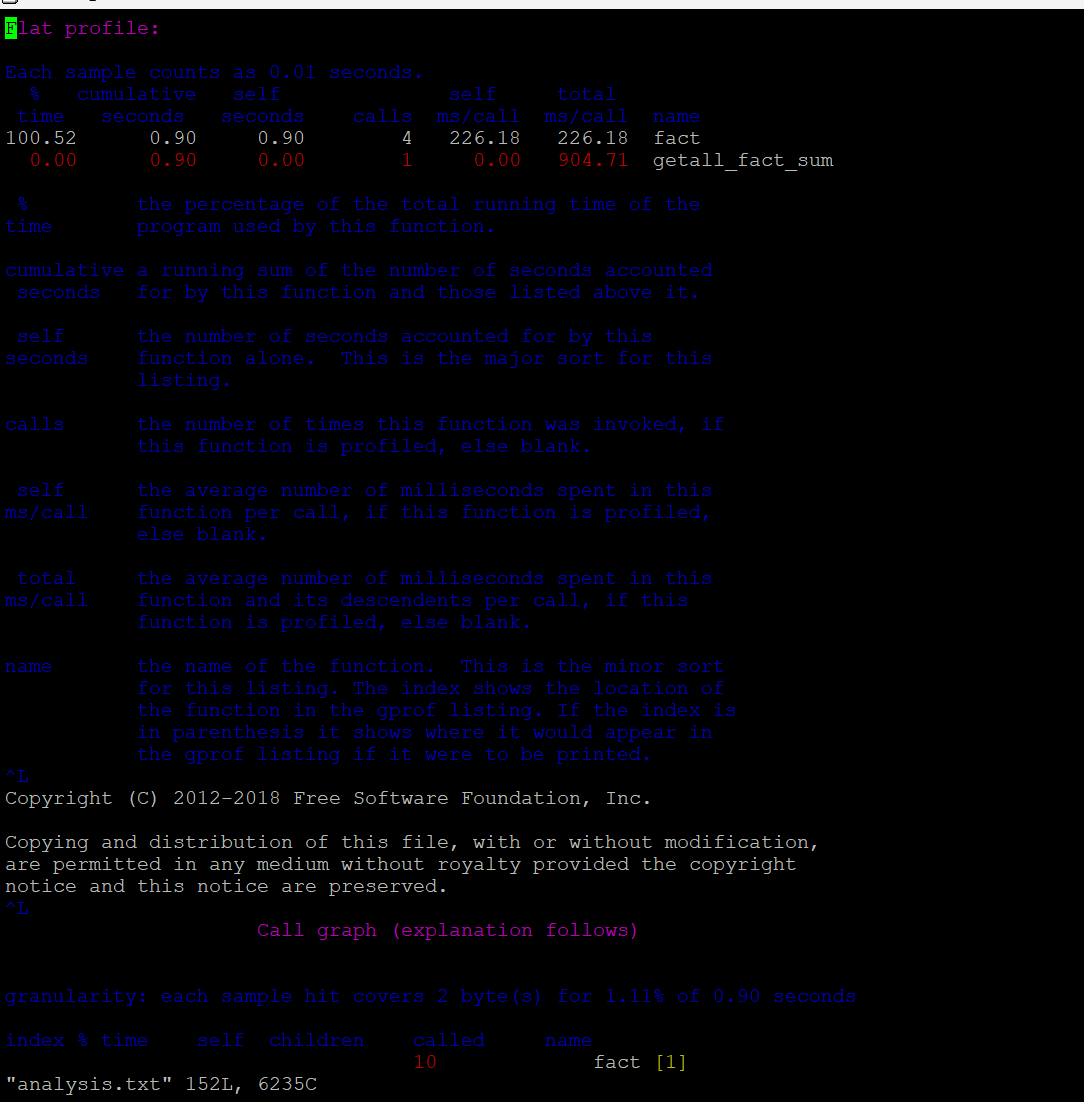 Flat profile:

Each sample counts as 0.01 seconds.
  %   cumulative   self              self     total
 time   seconds   seconds    calls  ms/call  ms/call  name
100.52      0.90     0.90        4   226.18   226.18  fact
  0.00      0.90     0.00        1     0.00   904.71  getall_fact_sum

 %         the percentage of the total running time of the
time       program used by this function.

cumulative a running sum of the number of seconds accounted
 seconds   for by this function and those listed above it.

 self      the number of seconds accounted for by this
seconds    function alone.  This is the major sort for this
           listing.

calls      the number of times this function was invoked, if
           this function is profiled, else blank.

 self      the average number of milliseconds spent in this
ms/call    function per call, if this function is profiled,
           else blank.

 total     the average number of milliseconds spent in this
ms/call    function and its descendents per call, if this
           function is profiled, else blank.

name       the name of the function.  This is the minor sort
           for this listing. The index shows the location of
           the function in the gprof listing. If the index is
           in parenthesis it shows where it would appear in
           the gprof listing if it were to be printed.
^L
Copyright (C) 2012-2018 Free Software Foundation, Inc.

Copying and distribution of this file, with or without modification,
are permitted in any medium without royalty provided the copyright
notice and this notice are preserved.
^L
                     Call graph (explanation follows)

granularity: each sample hit covers 2 byte(s) for 1.11% of 0.90 seconds

index % time    self  children    called     name
                                  10             fact [1]
"analysis.txt" 152L, 6235C